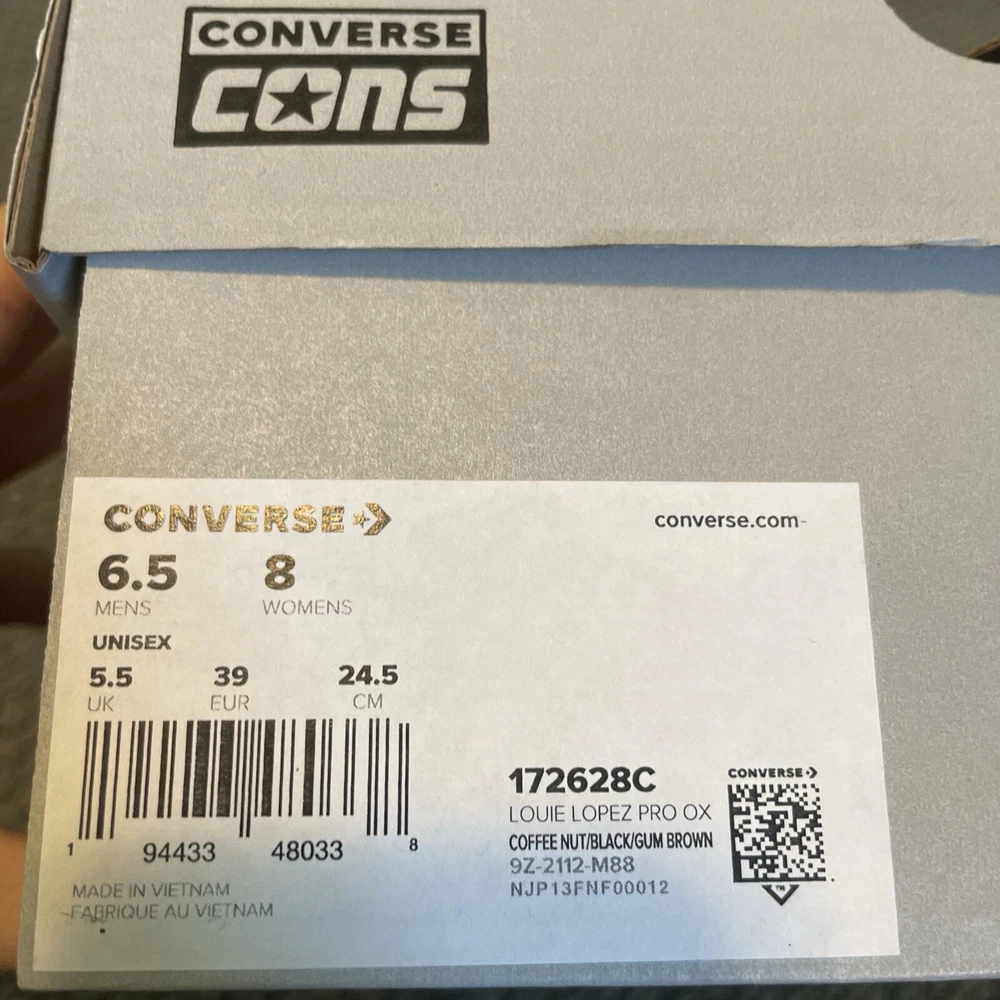 CONVERSE
CONS
CONVERSE
converse.com
6.5 8
MENS WOMENS
UNISEX
5.5 39 24.5
UK EUR CM
172628C
LOUIE LOPEZ PRO OX
COFFEE NUT/BLACK/GUM BROWN
9Z-2112-M88
NJP13FNF00012
CONVERSE
TM
1 94433 48033 8
MADE IN VIETNAM
FABRIQUE AU VIETNAM